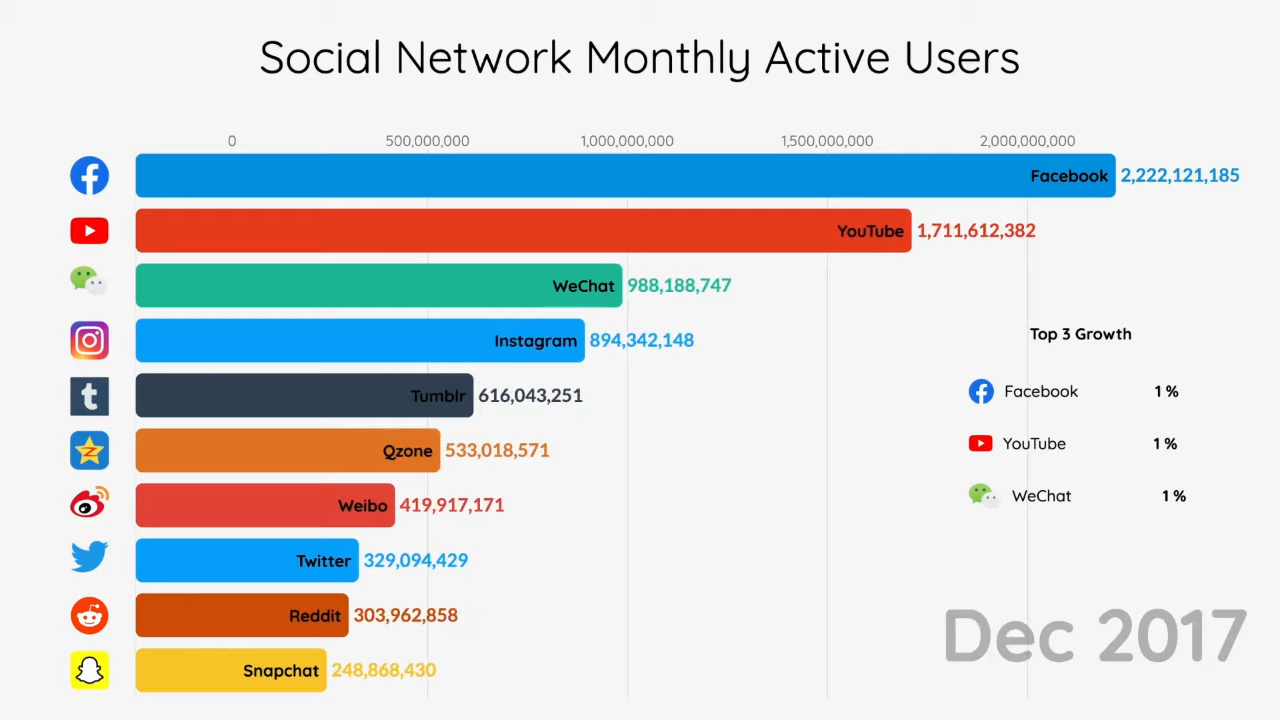 Social Network Monthly Active Users
0 500,000,000 1,000,000,000 1,500,000,000 2,000,000,000
Facebook 2,222,121,185
YouTube 1,711,612,382
WeChat 988,188,747
Instagram 894,342,148
Tumblr 616,043,251
Qzone 533,018,571
Weibo 419,917,171
Twitter 329,094,429
Reddit 303,962,858
Snapchat 248,868,430
Top 3 Growth
Facebook 1 %
YouTube 1 %
WeChat 1 %
Dec 2017